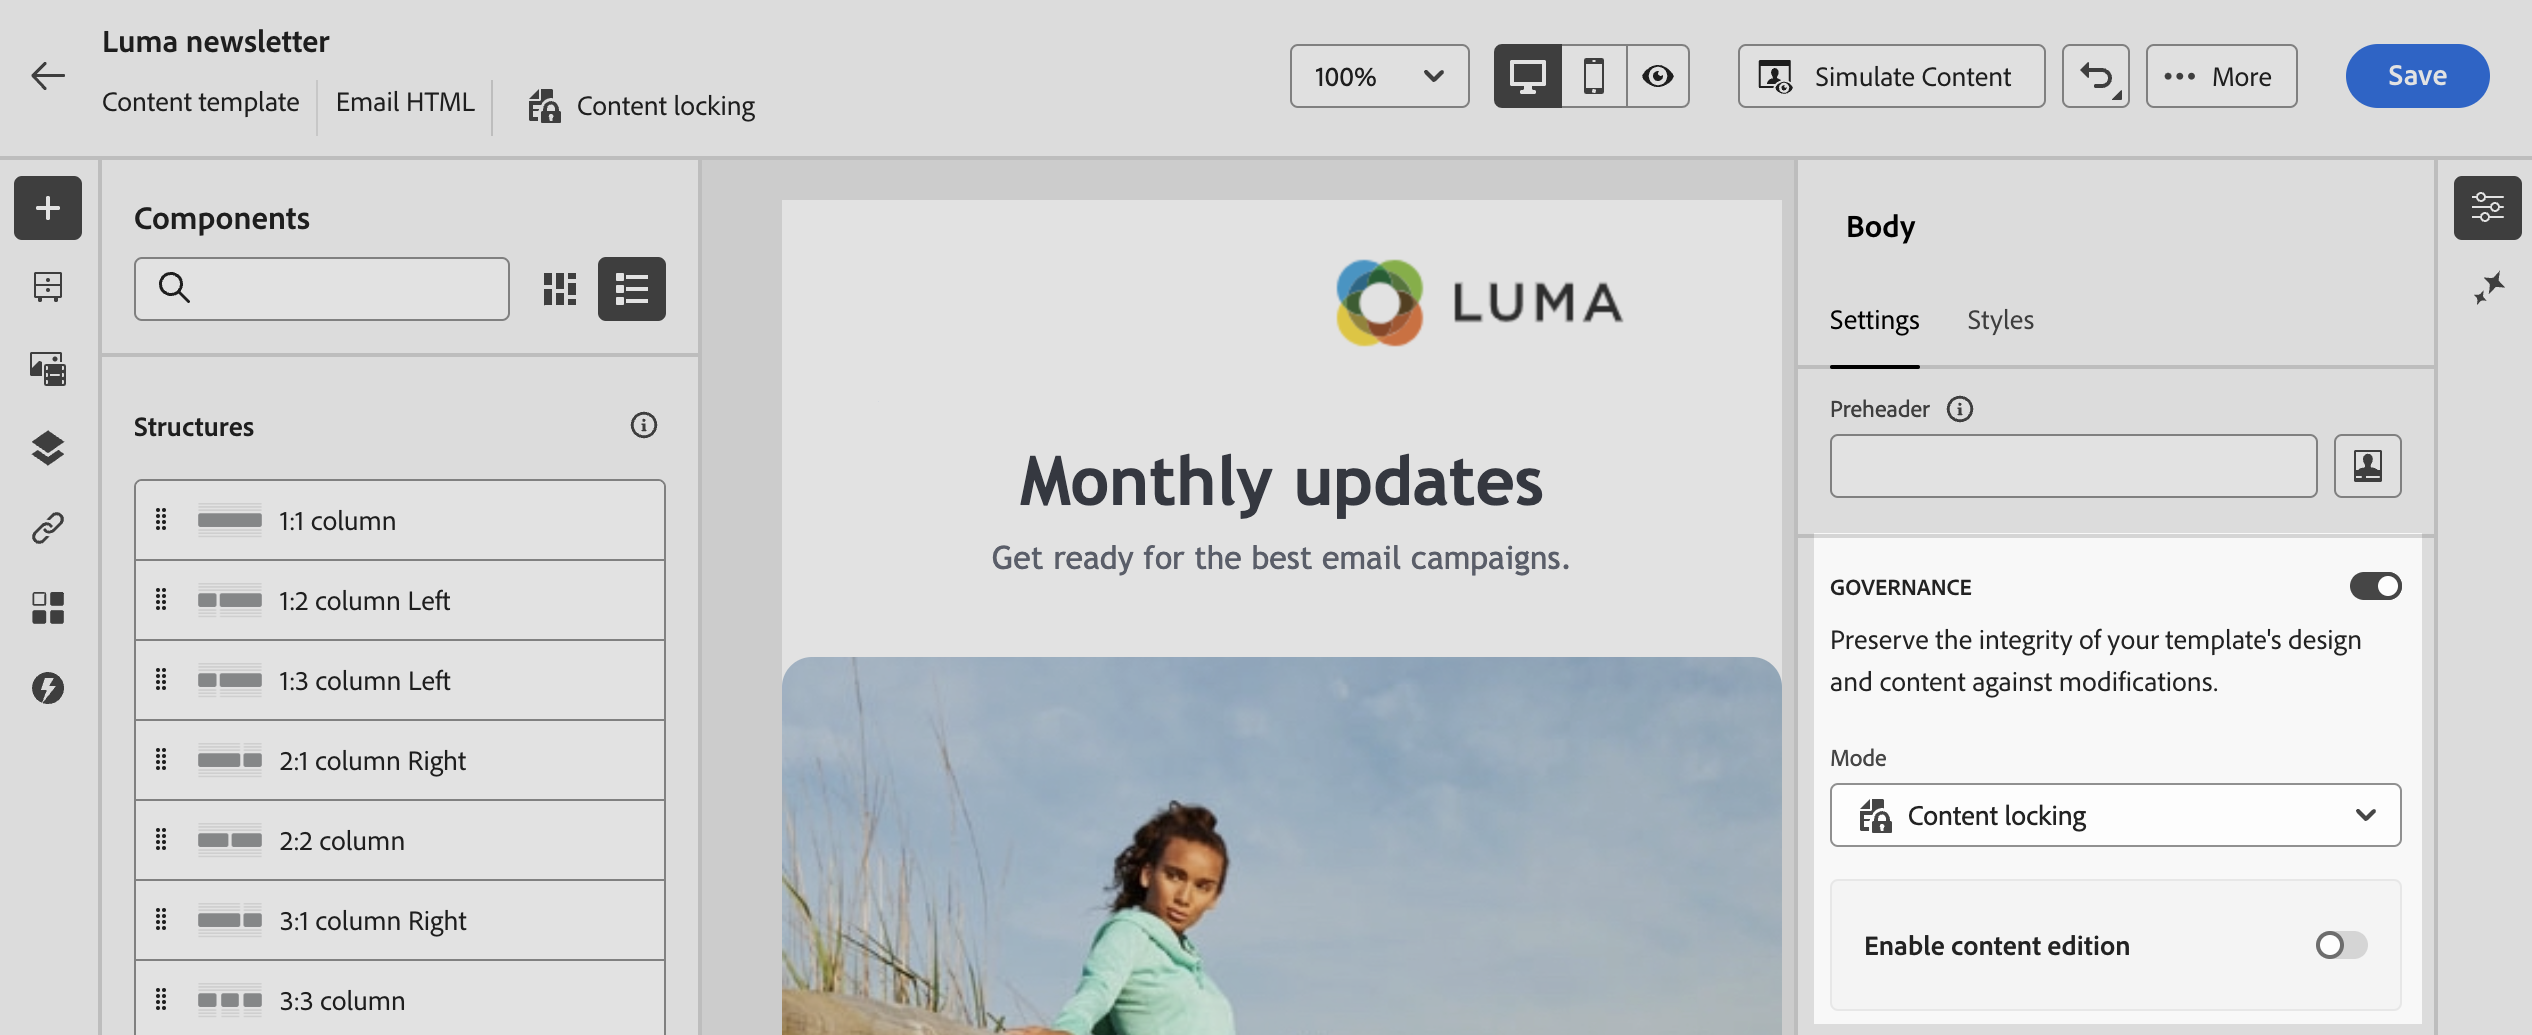 Luma newsletter
Content template
Email HTML
Content locking
100%
Simulate Content
More
Save
Components
Structures
1:1 column
1:2 column Left
1:3 column Left
2:1 column Right
2:2 column
3:1 column Right
3:3 column
LUMA
Monthly updates
Get ready for the best email campaigns.
Body
Settings
Styles
Preheader
GOVERNANCE
Preserve the integrity of your template's design
and content against modifications.
Mode
Content locking
Enable content edition